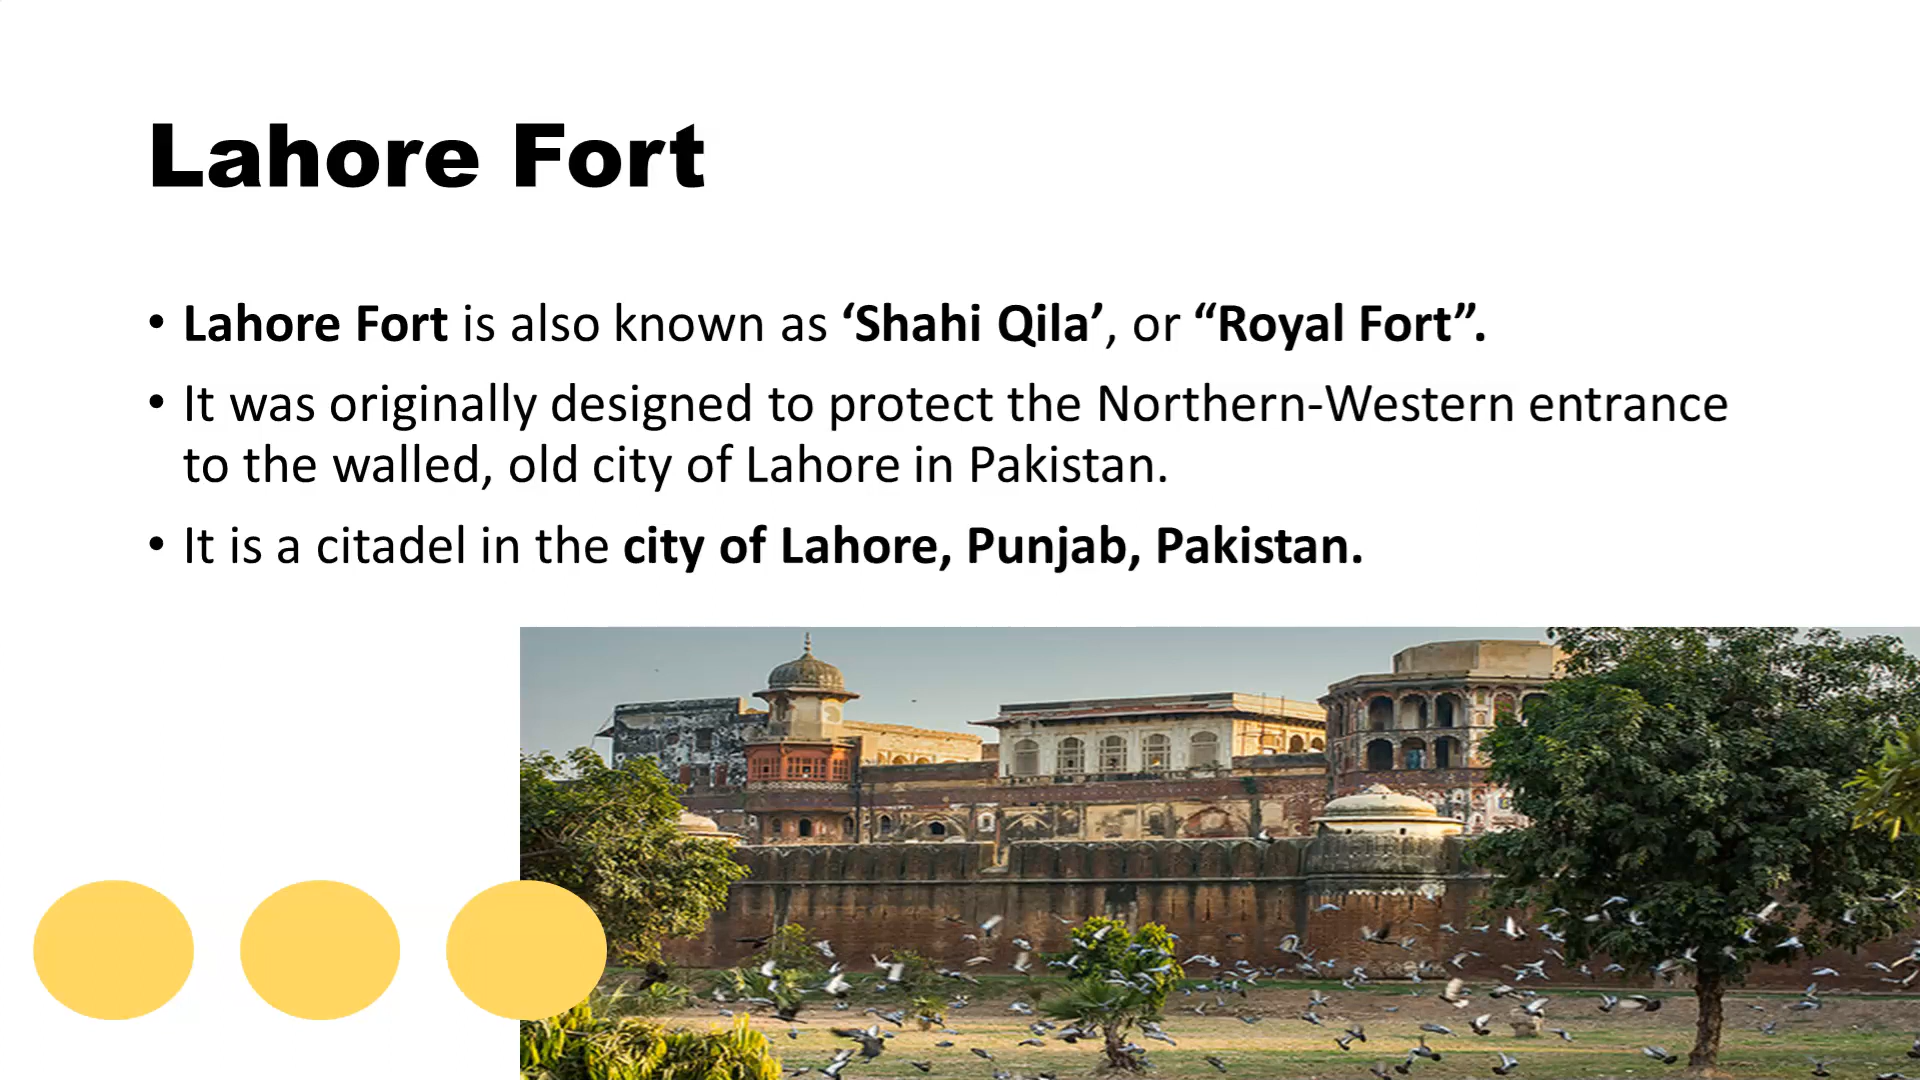 Lahore Fort
• Lahore Fort is also known as ‘Shahi Qila’, or “Royal Fort”.
• It was originally designed to protect the Northern-Western entrance
to the walled, old city of Lahore in Pakistan.
• It is a citadel in the city of Lahore, Punjab, Pakistan.